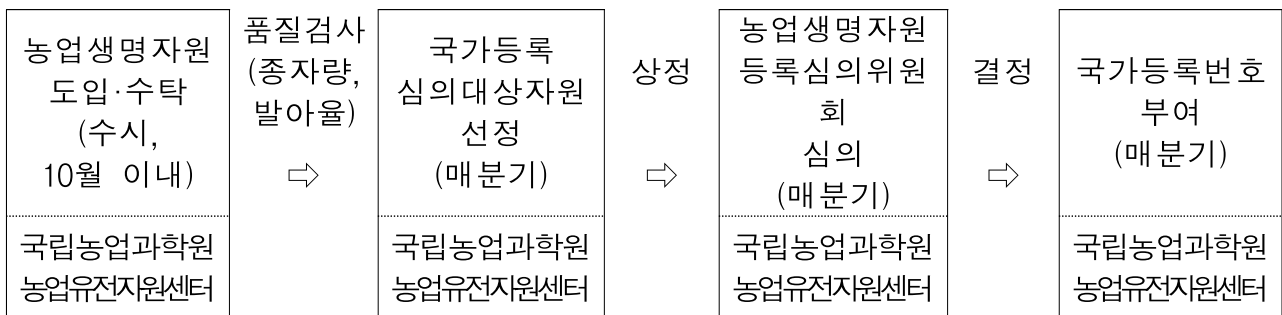 농업생명자원
도입·수탁
(수시,
10월 이내)
국립농업과학원
농업유전자원센터
품질검사
(종자량,
발아율)
⇨
국가등록
심의대상자원
선정
(매분기)
국립농업과학원
농업유전자원센터
상정
⇨
농업생명자원
등록심의위원
회
심의
(매분기)
국립농업과학원
농업유전자원센터
결정
⇨
국가등록번호
부여
(매분기)
국립농업과학원
농업유전자원센터